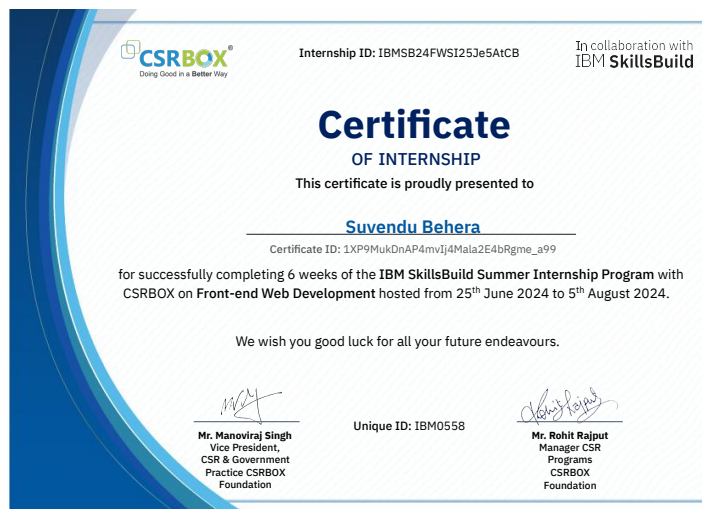 CSRBOX®
Doing Good in a Better Way
Internship ID: IBMSB24FWSI25Je5AtCB
In collaboration with
IBM SkillsBuild
Certificate
OF INTERNSHIP
This certificate is proudly presented to
Suvendu Behera
Certificate ID: 1XP9MukDnAP4mvIj4Mala2E4bRgme_a99
for successfully completing 6 weeks of the IBM SkillsBuild Summer Internship Program with
CSRBOX on Front-end Web Development hosted from 25th June 2024 to 5th August 2024.
We wish you good luck for all your future endeavours.
Mr. Manoviraj Singh
Vice President,
CSR & Government
Practice CSRBOX
Foundation
Unique ID: IBM0558
Rohit Rajput
Mr. Rohit Rajput
Manager CSR
Programs
CSRBOX
Foundation